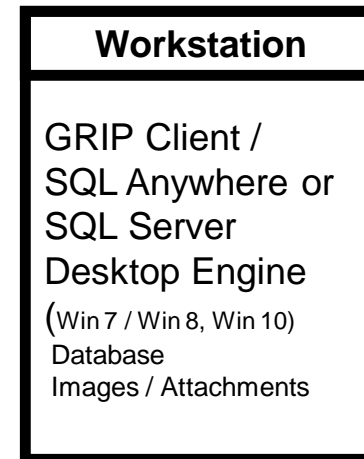 Workstation
GRIP Client /
SQL Anywhere or
SQL Server
Desktop Engine
(Win 7 / Win 8, Win 10)
Database
Images / Attachments